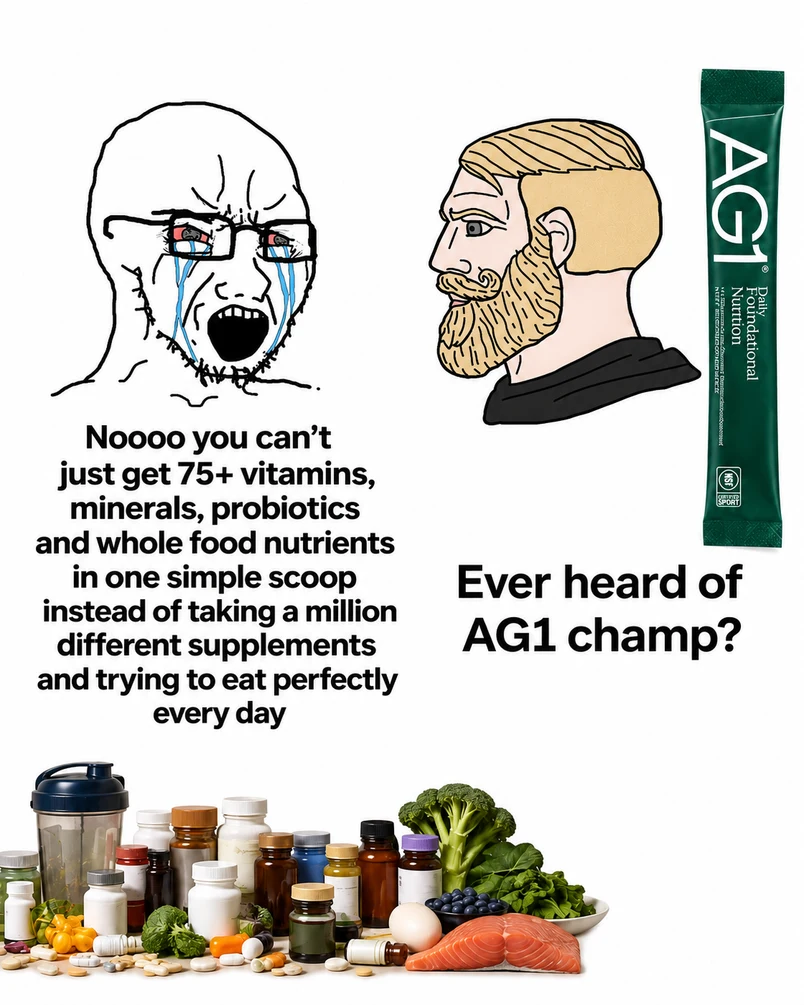 AG1®
Daily
Foundational
Nurtition
NSF
CERTIFIED
SPORT
Noooo you can’t
just get 75+ vitamins,
minerals, probiotics
and whole food nutrients
in one simple scoop
instead of taking a million
different supplements
and trying to eat perfectly
every day
Ever heard of
AG1 champ?